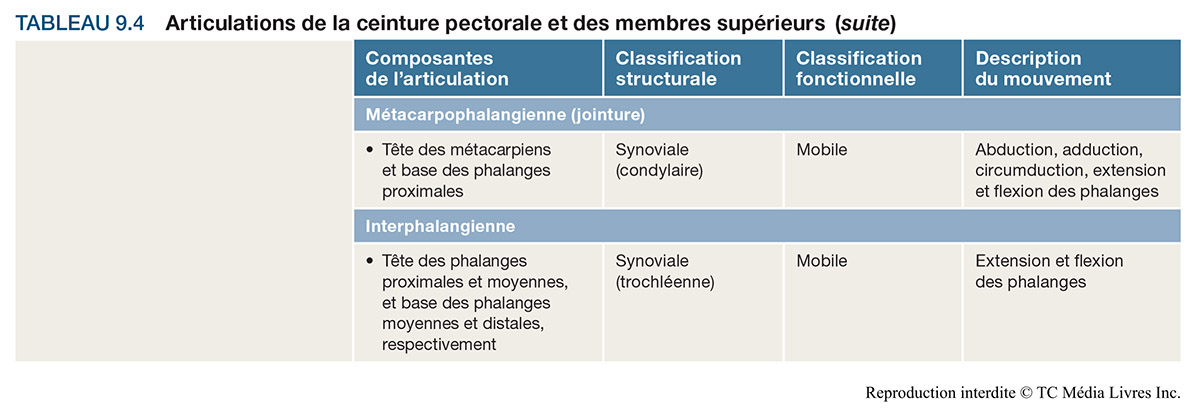 TABLEAU 9.4 Articulations de la ceinture pectorale et des membres supérieurs (suite)
Composantes
de l’articulation
Classification
structurale
Classification
fonctionnelle
Description
du mouvement
Métacarpophalangienne (jointure)
• Tête des métacarpiens
et base des phalanges
proximales
Synoviale
(condylaire)
Mobile
Abduction, adduction,
circumduction, extension
et flexion des phalanges
Interphalangienne
• Tête des phalanges
proximales et moyennes,
et base des phalanges
moyennes et distales,
respectivement
Synoviale
(trochléenne)
Mobile
Extension et flexion
des phalanges
Reproduction interdite © TC Média Livres Inc.